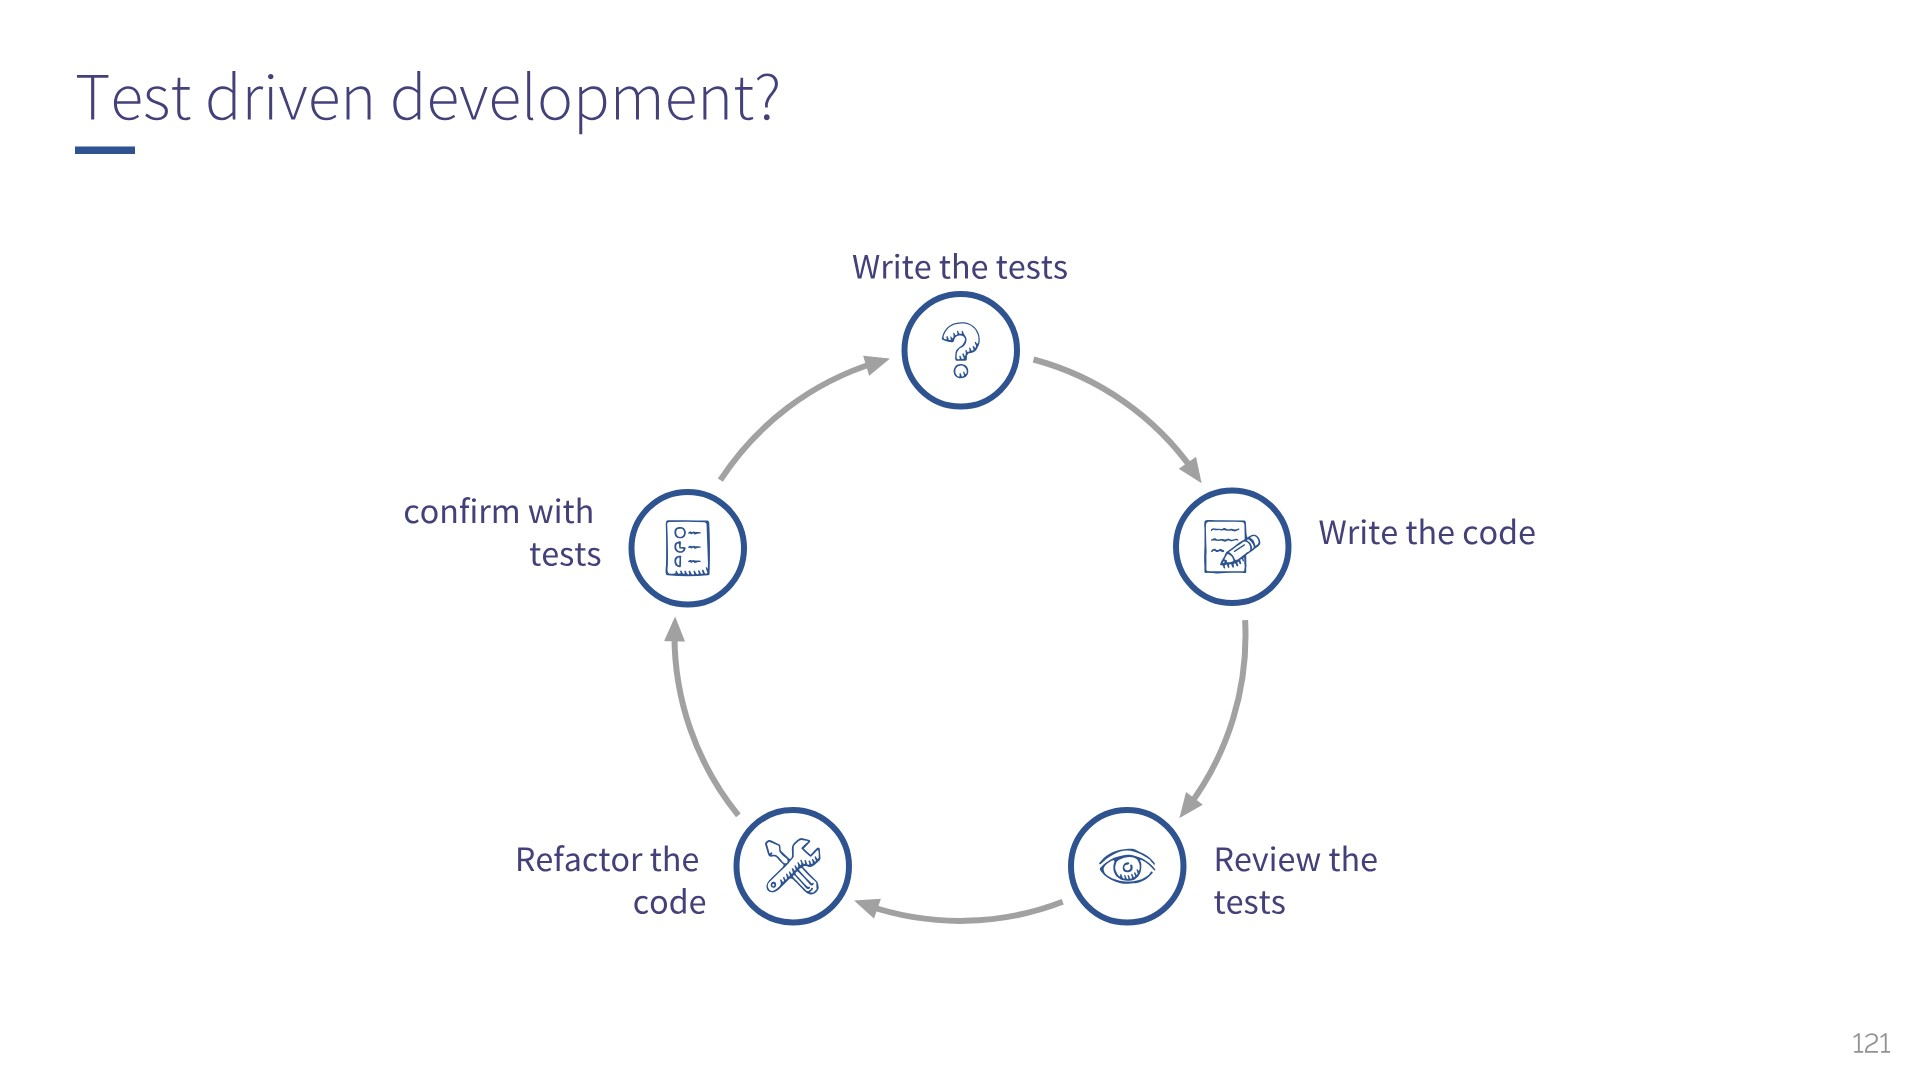 Test driven development?
Write the tests
Write the code
Review the
tests
Refactor the
code
confirm with
tests
121